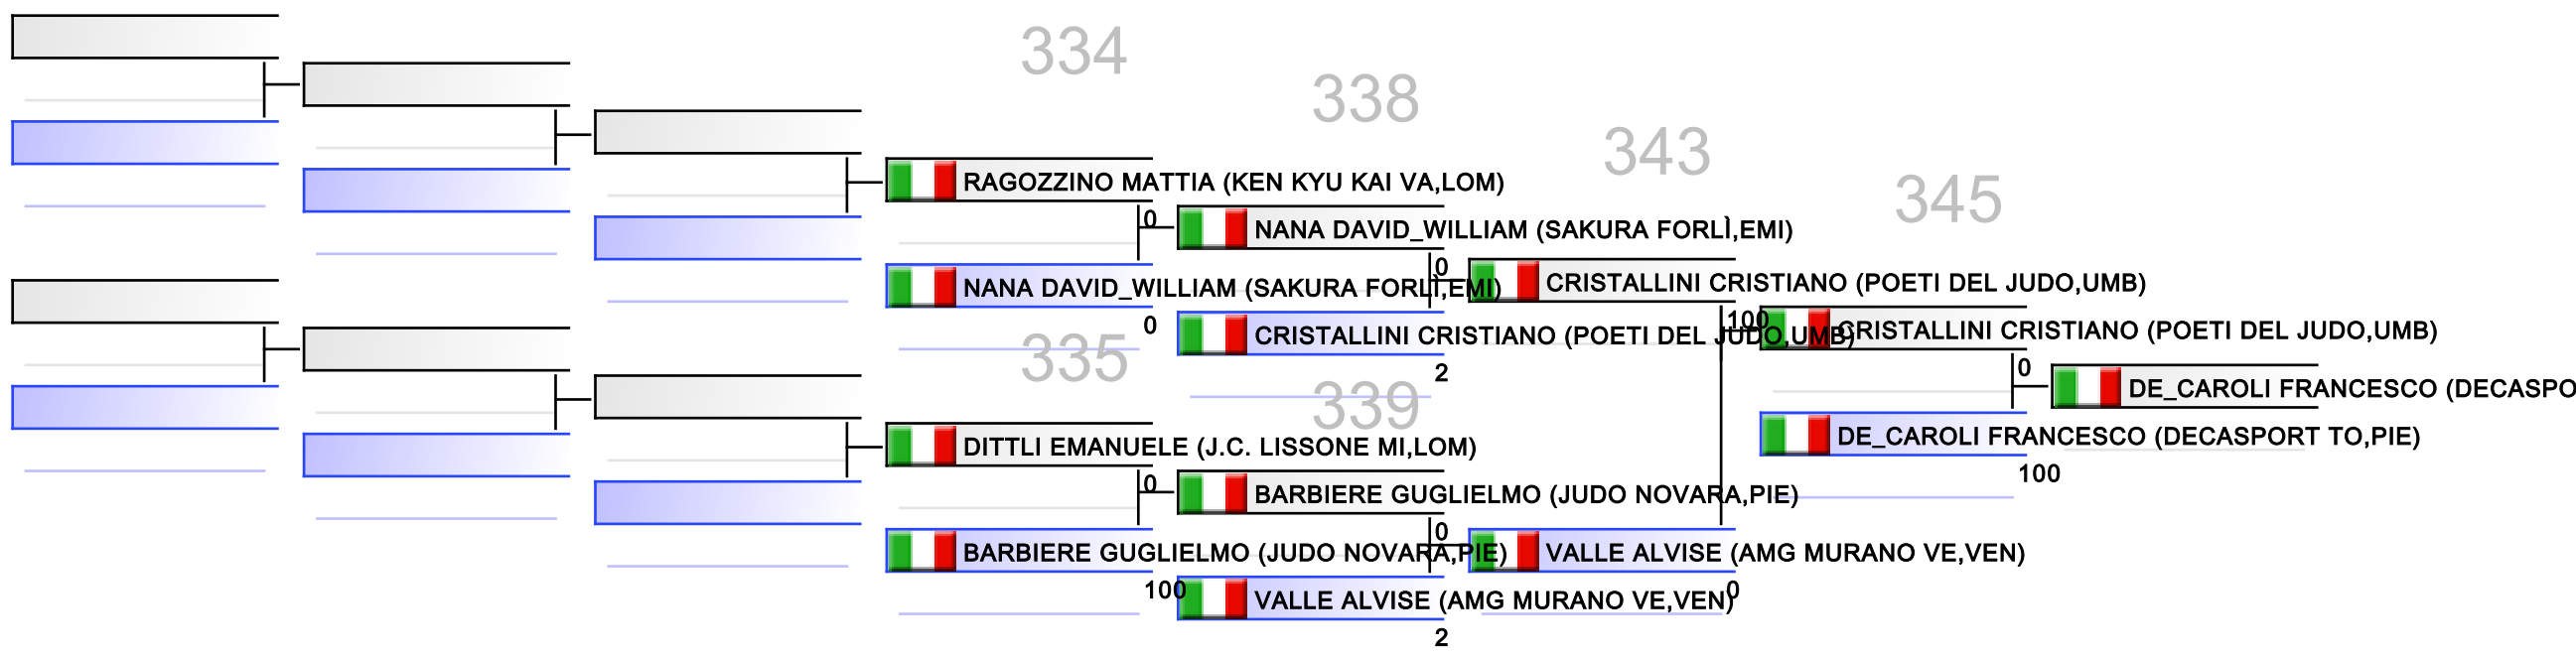 334
338
343
345
RAGOZZINO MATTIA (KEN KYU KAI VA,LOM)
0
NANA DAVID_WILLIAM (SAKURA FORLÌ,EMI)
0
NANA DAVID_WILLIAM (SAKURA FORLÌ,EMI)
0
CRISTALLINI CRISTIANO (POETI DEL JUDO,UMB)
100
CRISTALLINI CRISTIANO (POETI DEL JUDO,UMB)
2
CRISTALLINI CRISTIANO (POETI DEL JUDO,UMB)
0
DE_CAROLI FRANCESCO (DECASPO
DE_CAROLI FRANCESCO (DECASPORT TO,PIE)
100
335
339
DITTLI EMANUELE (J.C. LISSONE MI,LOM)
0
BARBIERE GUGLIELMO (JUDO NOVARA,PIE)
0
BARBIERE GUGLIELMO (JUDO NOVARA,PIE)
100
VALLE ALVISE (AMG MURANO VE,VEN)
0
VALLE ALVISE (AMG MURANO VE,VEN)
2